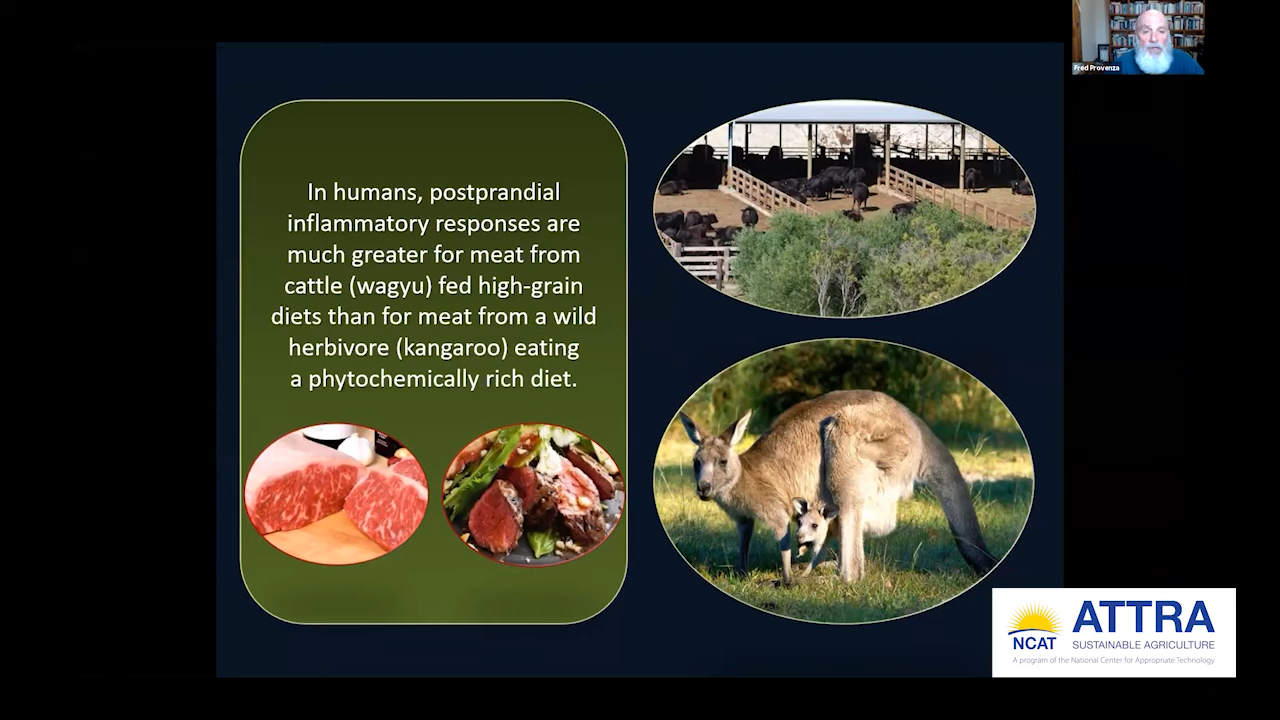 Fred Provenza
In humans, postprandial
inflammatory responses are
much greater for meat from
cattle (wagyu) fed high-grain
diets than for meat from a wild
herbivore (kangaroo) eating
a phytochemically rich diet.
NCAT
ATTRA
SUSTAINABLE AGRICULTURE
A program of the National Center for Appropriate Technology